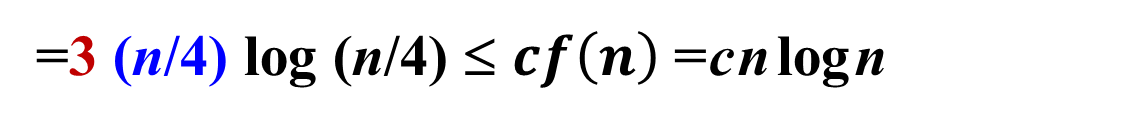 =3 (n/4) log (n/4) ≤ cf(n) =cn log n